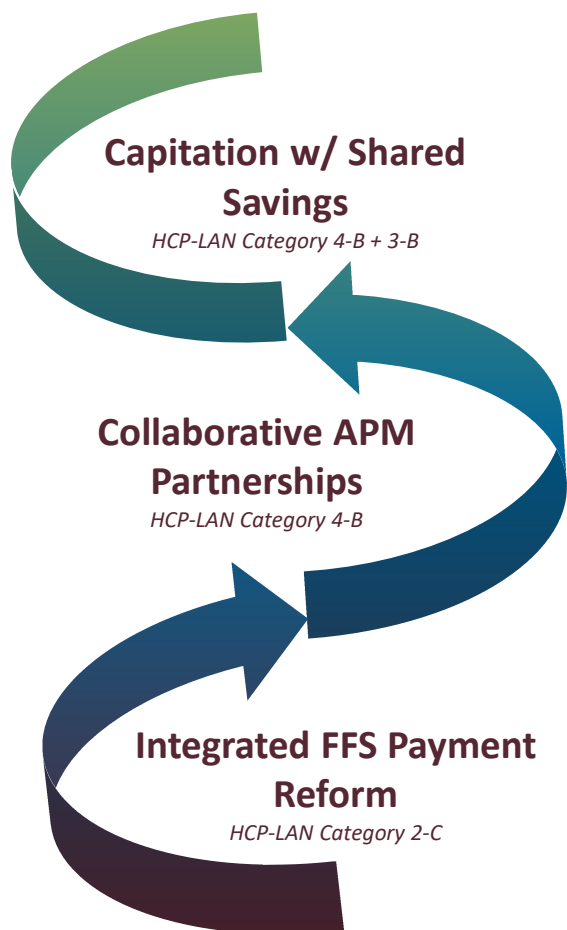 Capitation w/ Shared
Savings
HCP-LAN Category 4-B + 3-B
Collaborative APM
Partnerships
HCP-LAN Category 4-B
Integrated FFS Payment
Reform
HCP-LAN Category 2-C